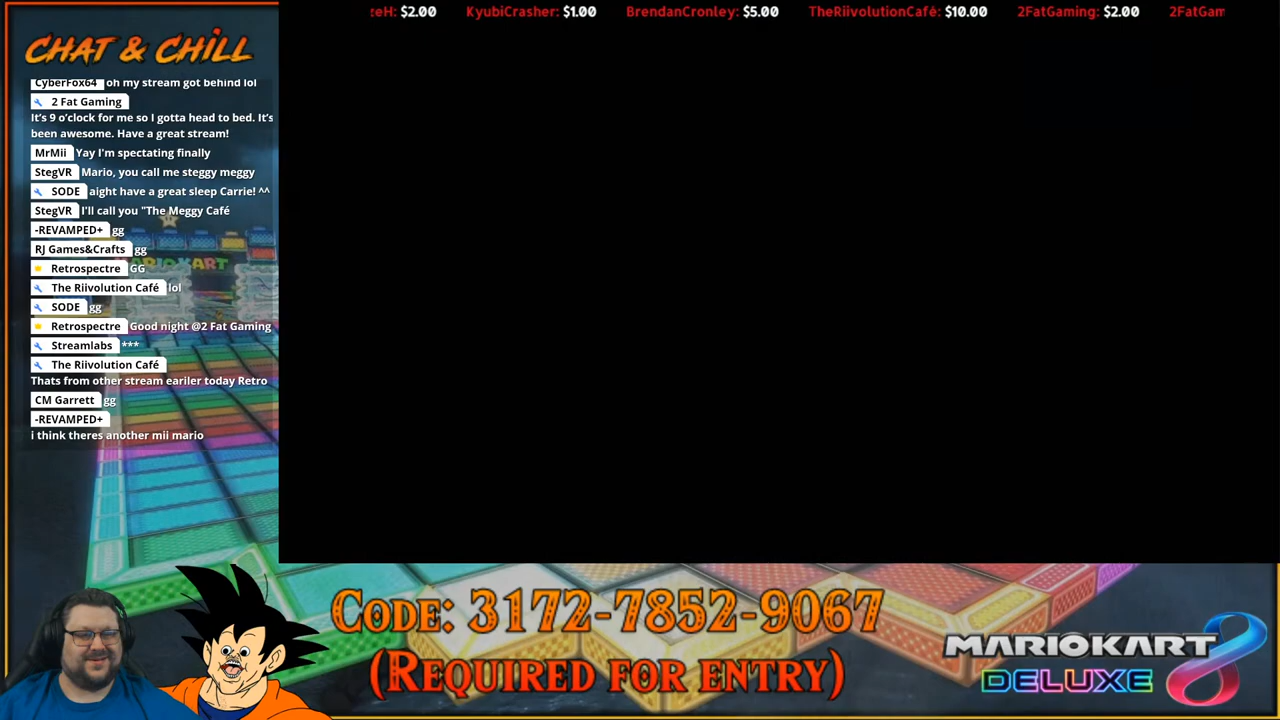 zeH: $2.00 KyubiCrasher: $1.00 BrendanCronley: $5.00 TheRiivolutionCafé: $10.00 2FatGaming: $2.00 2FatGam
CHAT & CHILL
CyberFox64 oh my stream got behind lol
2 Fat Gaming
It's 9 o'clock for me so I gotta head to bed. It's
been awesome. Have a great stream!
MrMii Yay I'm spectating finally
StegVR Mario, you call me steggy meggy
SODE aight have a great sleep Carrie! ^^
StegVR I'll call you "The Meggy Café
-REVAMPED+ gg
RJ Games&Crafts gg
Retrospectre GG
The Riivolution Café lol
SODE gg
Retrospectre Good night @2 Fat Gaming
Streamlabs ***
The Riivolution Café
Thats from other stream eariler today Retro
CM Garrett gg
-REVAMPED+
i think theres another mii mario
CODE: 3172-7852-9067
(REQUIRED FOR ENTRY)
MARIOKART 8
DELUXE